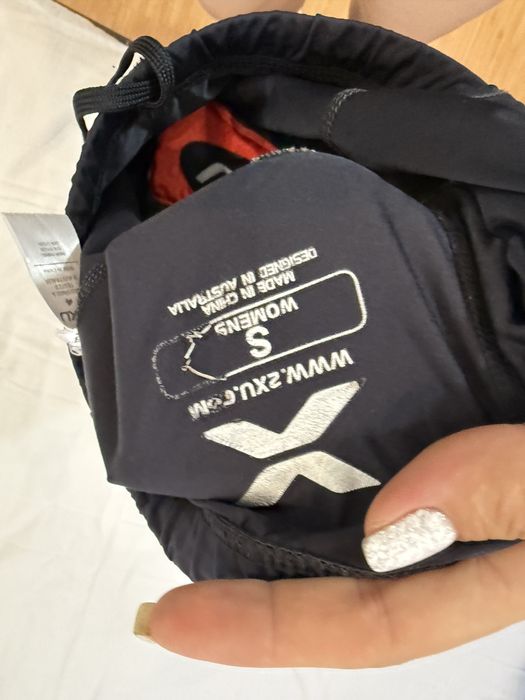 X
WWW.2XU.COM
S
WOMENS
MADE IN CHINA
DESIGNED IN AUSTRALIA